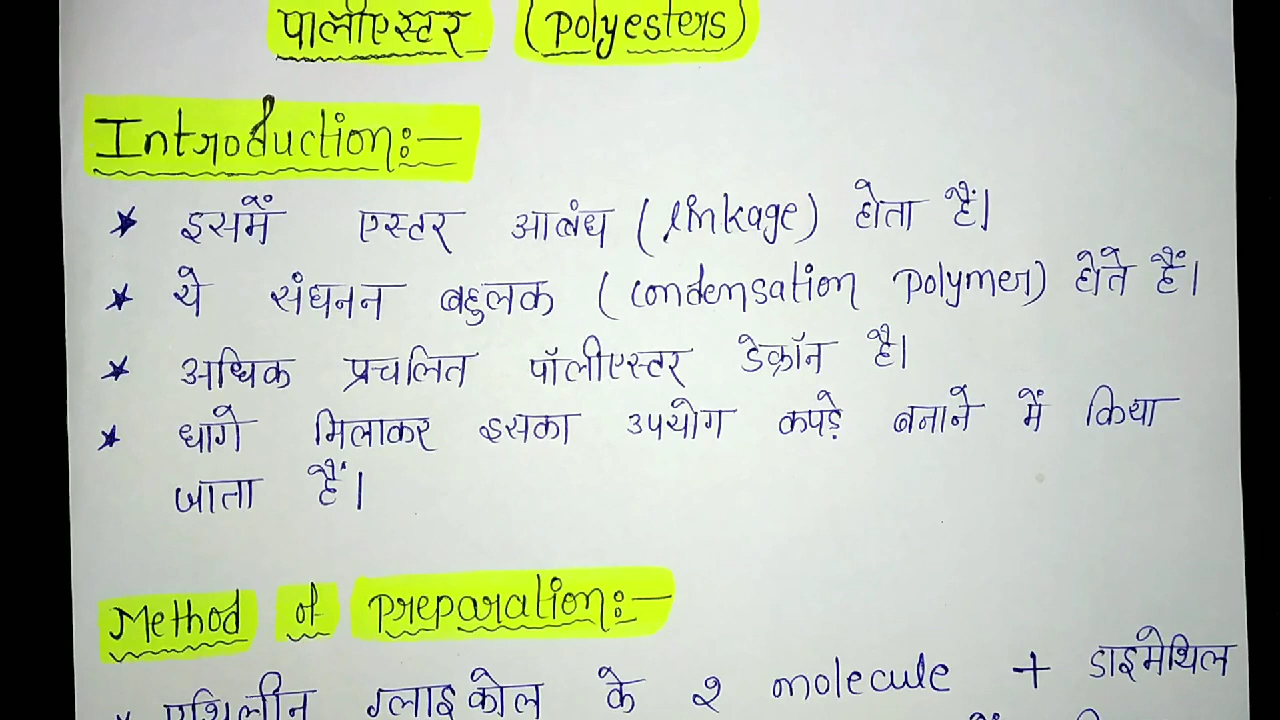 पॉलीएस्टर (Polyesters)
Introduction:—
★ इसमें एस्टर आबंध (linkage) होता हैं।
★ ये संघनन बहुलक (condensation polymer) होते हैं।
★ अधिक प्रचलित पॉलीएस्टर डेक्रॉन है।
★ धागे मिलाकर इसका उपयोग कपड़े बनाने में किया
जाता हैं।
Method of Preparation:—
★ एथिलीन ग्लाइकोल के 2 molecule + डाइमेथिल